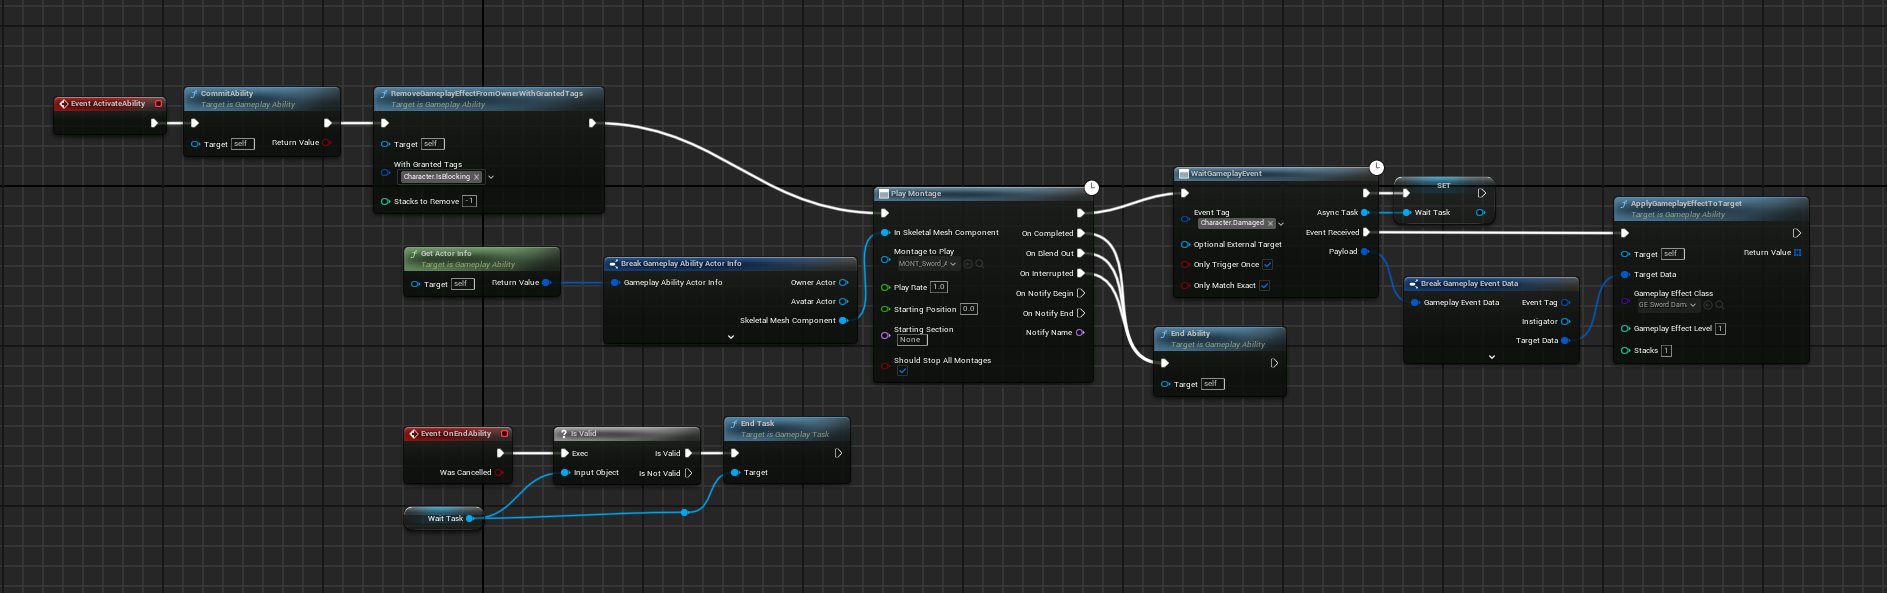 Event ActivateAbility
CommitAbility
Target is Gameplay Ability
Target self
Return Value
RemoveGameplayEffectFromOwnerWithGrantedTags
Target is Gameplay Ability
Target self
With Granted Tags
Character.IsBlocking
Stacks to Remove -1
Get Actor Info
Target is Gameplay Ability
Target self
Return Value
Break Gameplay Ability Actor Info
Gameplay Ability Actor Info
Owner Actor
Avatar Actor
Skeletal Mesh Component
Play Montage
In Skeletal Mesh Component
Montage to Play
MONT_Sword_A
Play Rate 1.0
Starting Position 0.0
Starting Section
None
Should Stop All Montages
On Completed
On Blend Out
On Interrupted
On Notify Begin
On Notify End
Notify Name
WaitGameplayEvent
Event Tag
Character.Damaged
Optional External Target
Only Trigger Once
Only Match Exact
Async Task
Event Received
Payload
SET
Wait Task
End Ability
Target is Gameplay Ability
Target self
Break Gameplay Event Data
Gameplay Event Data
Event Tag
Instigator
Target Data
ApplyGameplayEffectToTarget
Target is Gameplay Ability
Target self
Return Value
Target Data
Gameplay Effect Class
GE Sword Dam
Gameplay Effect Level 1
Stacks 1
Event OnEndAbility
Was Cancelled
Is Valid
Exec
Input Object
Is Valid
Is Not Valid
End Task
Target is Gameplay Task
Target
Wait Task